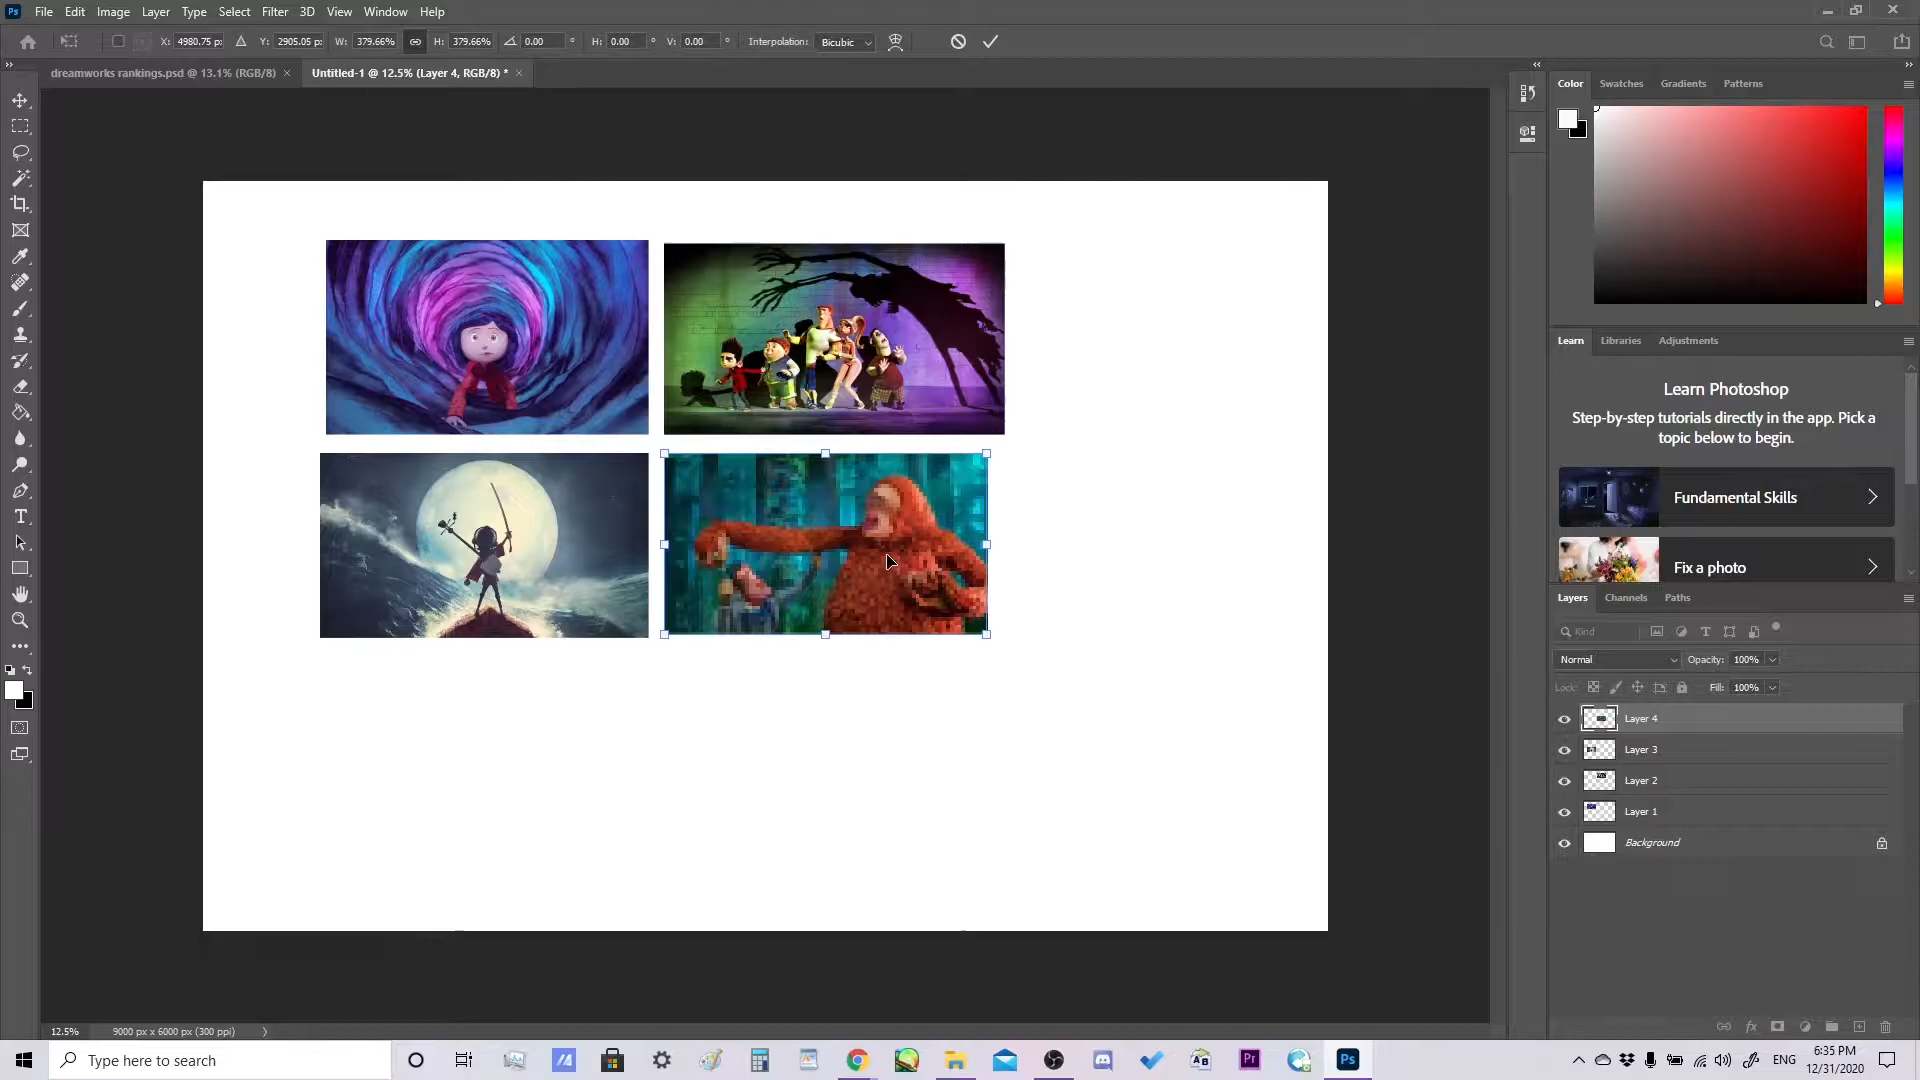 Ps File Edit Image Layer Type Select Filter 3D View Window Help
X: 4980.75 p: Y: 2905.05 p: W: 379.66% H: 379.66% 0.00 ° H: 0.00 ° V: 0.00 ° Interpolation: Bicubic
dreamworks rankings.psd @ 13.1% (RGB/8) × Untitled-1 @ 12.5% (Layer 4, RGB/8) * ×
Color Swatches Gradients Patterns
Learn Libraries Adjustments
Learn Photoshop
Step-by-step tutorials directly in the app. Pick a
topic below to begin.
Fundamental Skills
Fix a photo
Layers Channels Paths
Kind
Normal Opacity: 100%
Lock: Fill: 100%
Layer 4
Layer 3
Layer 2
Layer 1
Background
12.5% 9000 px x 6000 px (300 ppi)
Type here to search
Pr
Ps
ENG
6:35 PM
12/31/2020